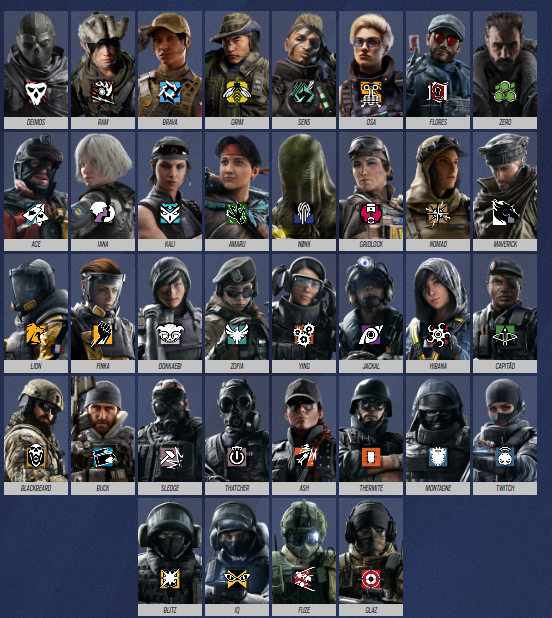 DEIMOS
RAM
BRAVA
GRIM
SENS
OSA
FLORES
ZERO
ACE
IANA
KALI
AMARU
NØKK
GRIDLOCK
NOMAD
MAVERICK
LION
FINKA
DOKKAEBI
ZOFIA
YING
JACKAL
HIBANA
CAPITÃO
BLACKBEARD
BUCK
SLEDGE
THATCHER
ASH
THERMITE
MONTAGNE
TWITCH
BLITZ
IQ
FUZE
GLAZ